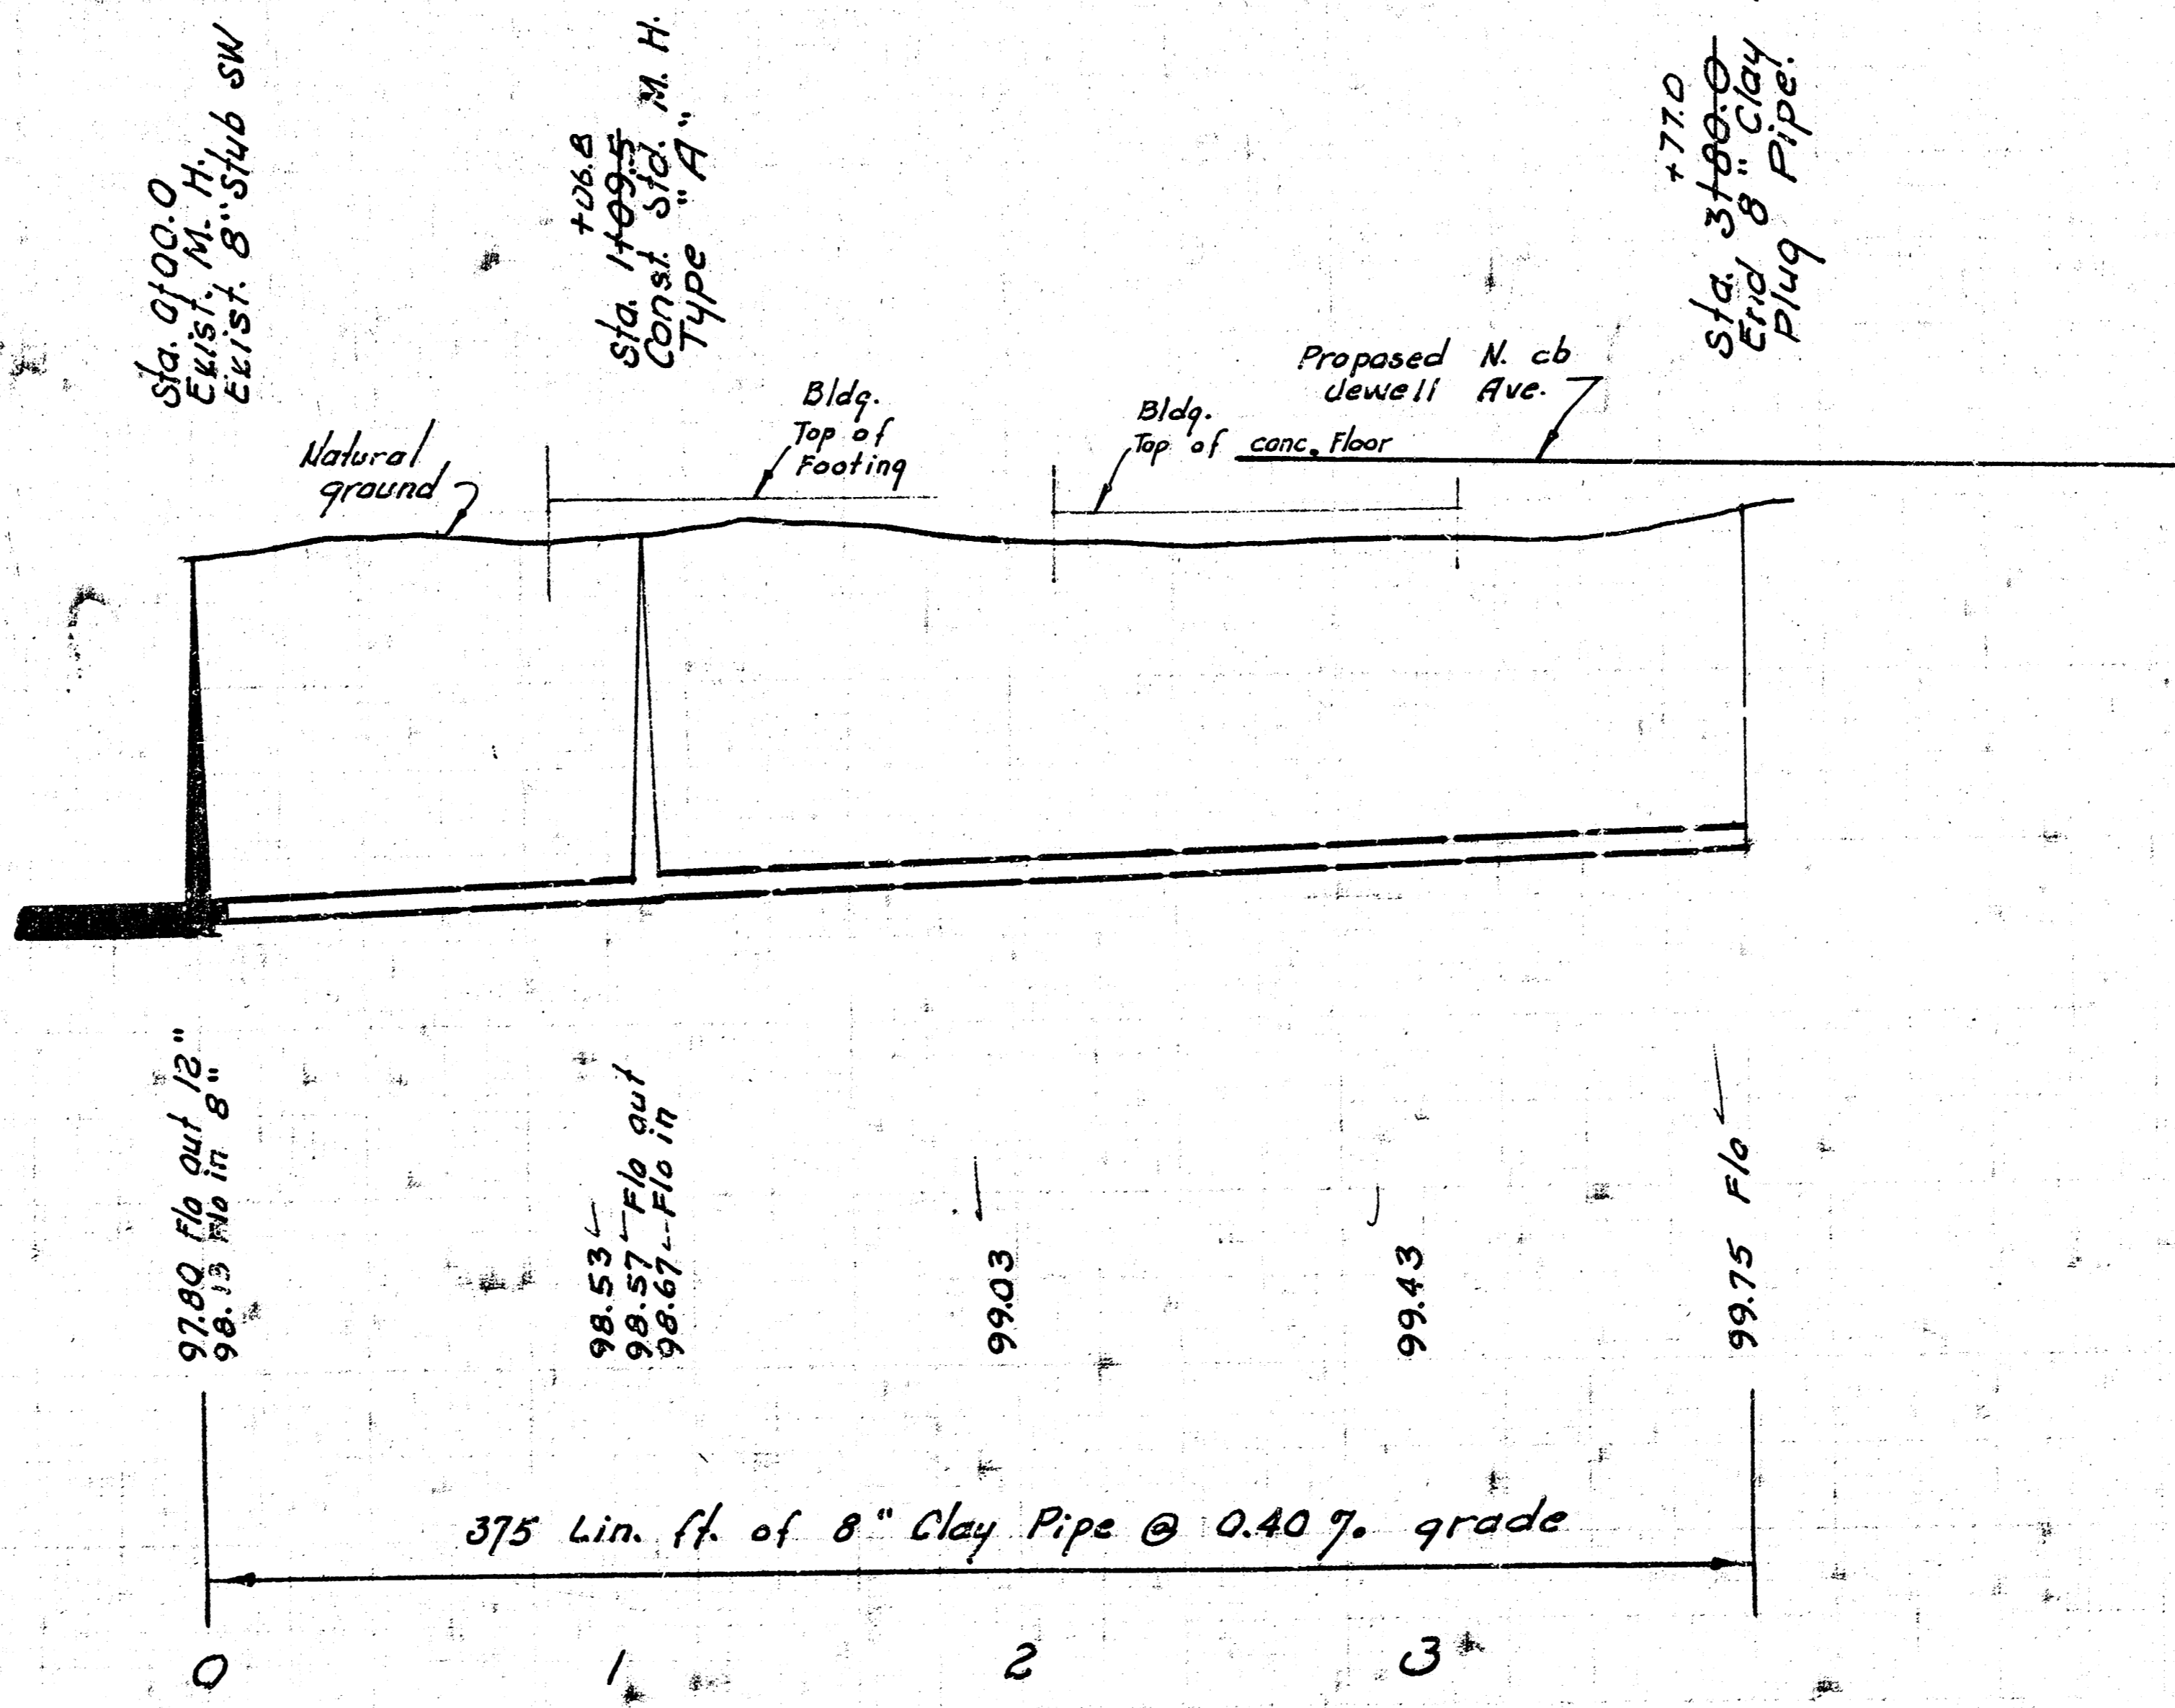 Sta. 0+00.0
Exist. M. H.
Exist. 8" Stub SW
+06.8
Sta. 1+09.5
Const. Std. M. H.
Type "A"
+77.0
Sta. 3+80.0
End 8" Clay
Plug Pipe.
Natural
ground
Bldg.
Top of
Footing
Bldg.
Top of conc. Floor
Proposed N. cb
Jewell Ave.
97.80 Flo out 12"
98.13 Flo in 8"
98.53
98.57 Flo out
98.67 Flo in
99.03
99.43
99.75 Flo
375 Lin. ft. of 8" Clay Pipe @ 0.40 % grade
0 1 2 3